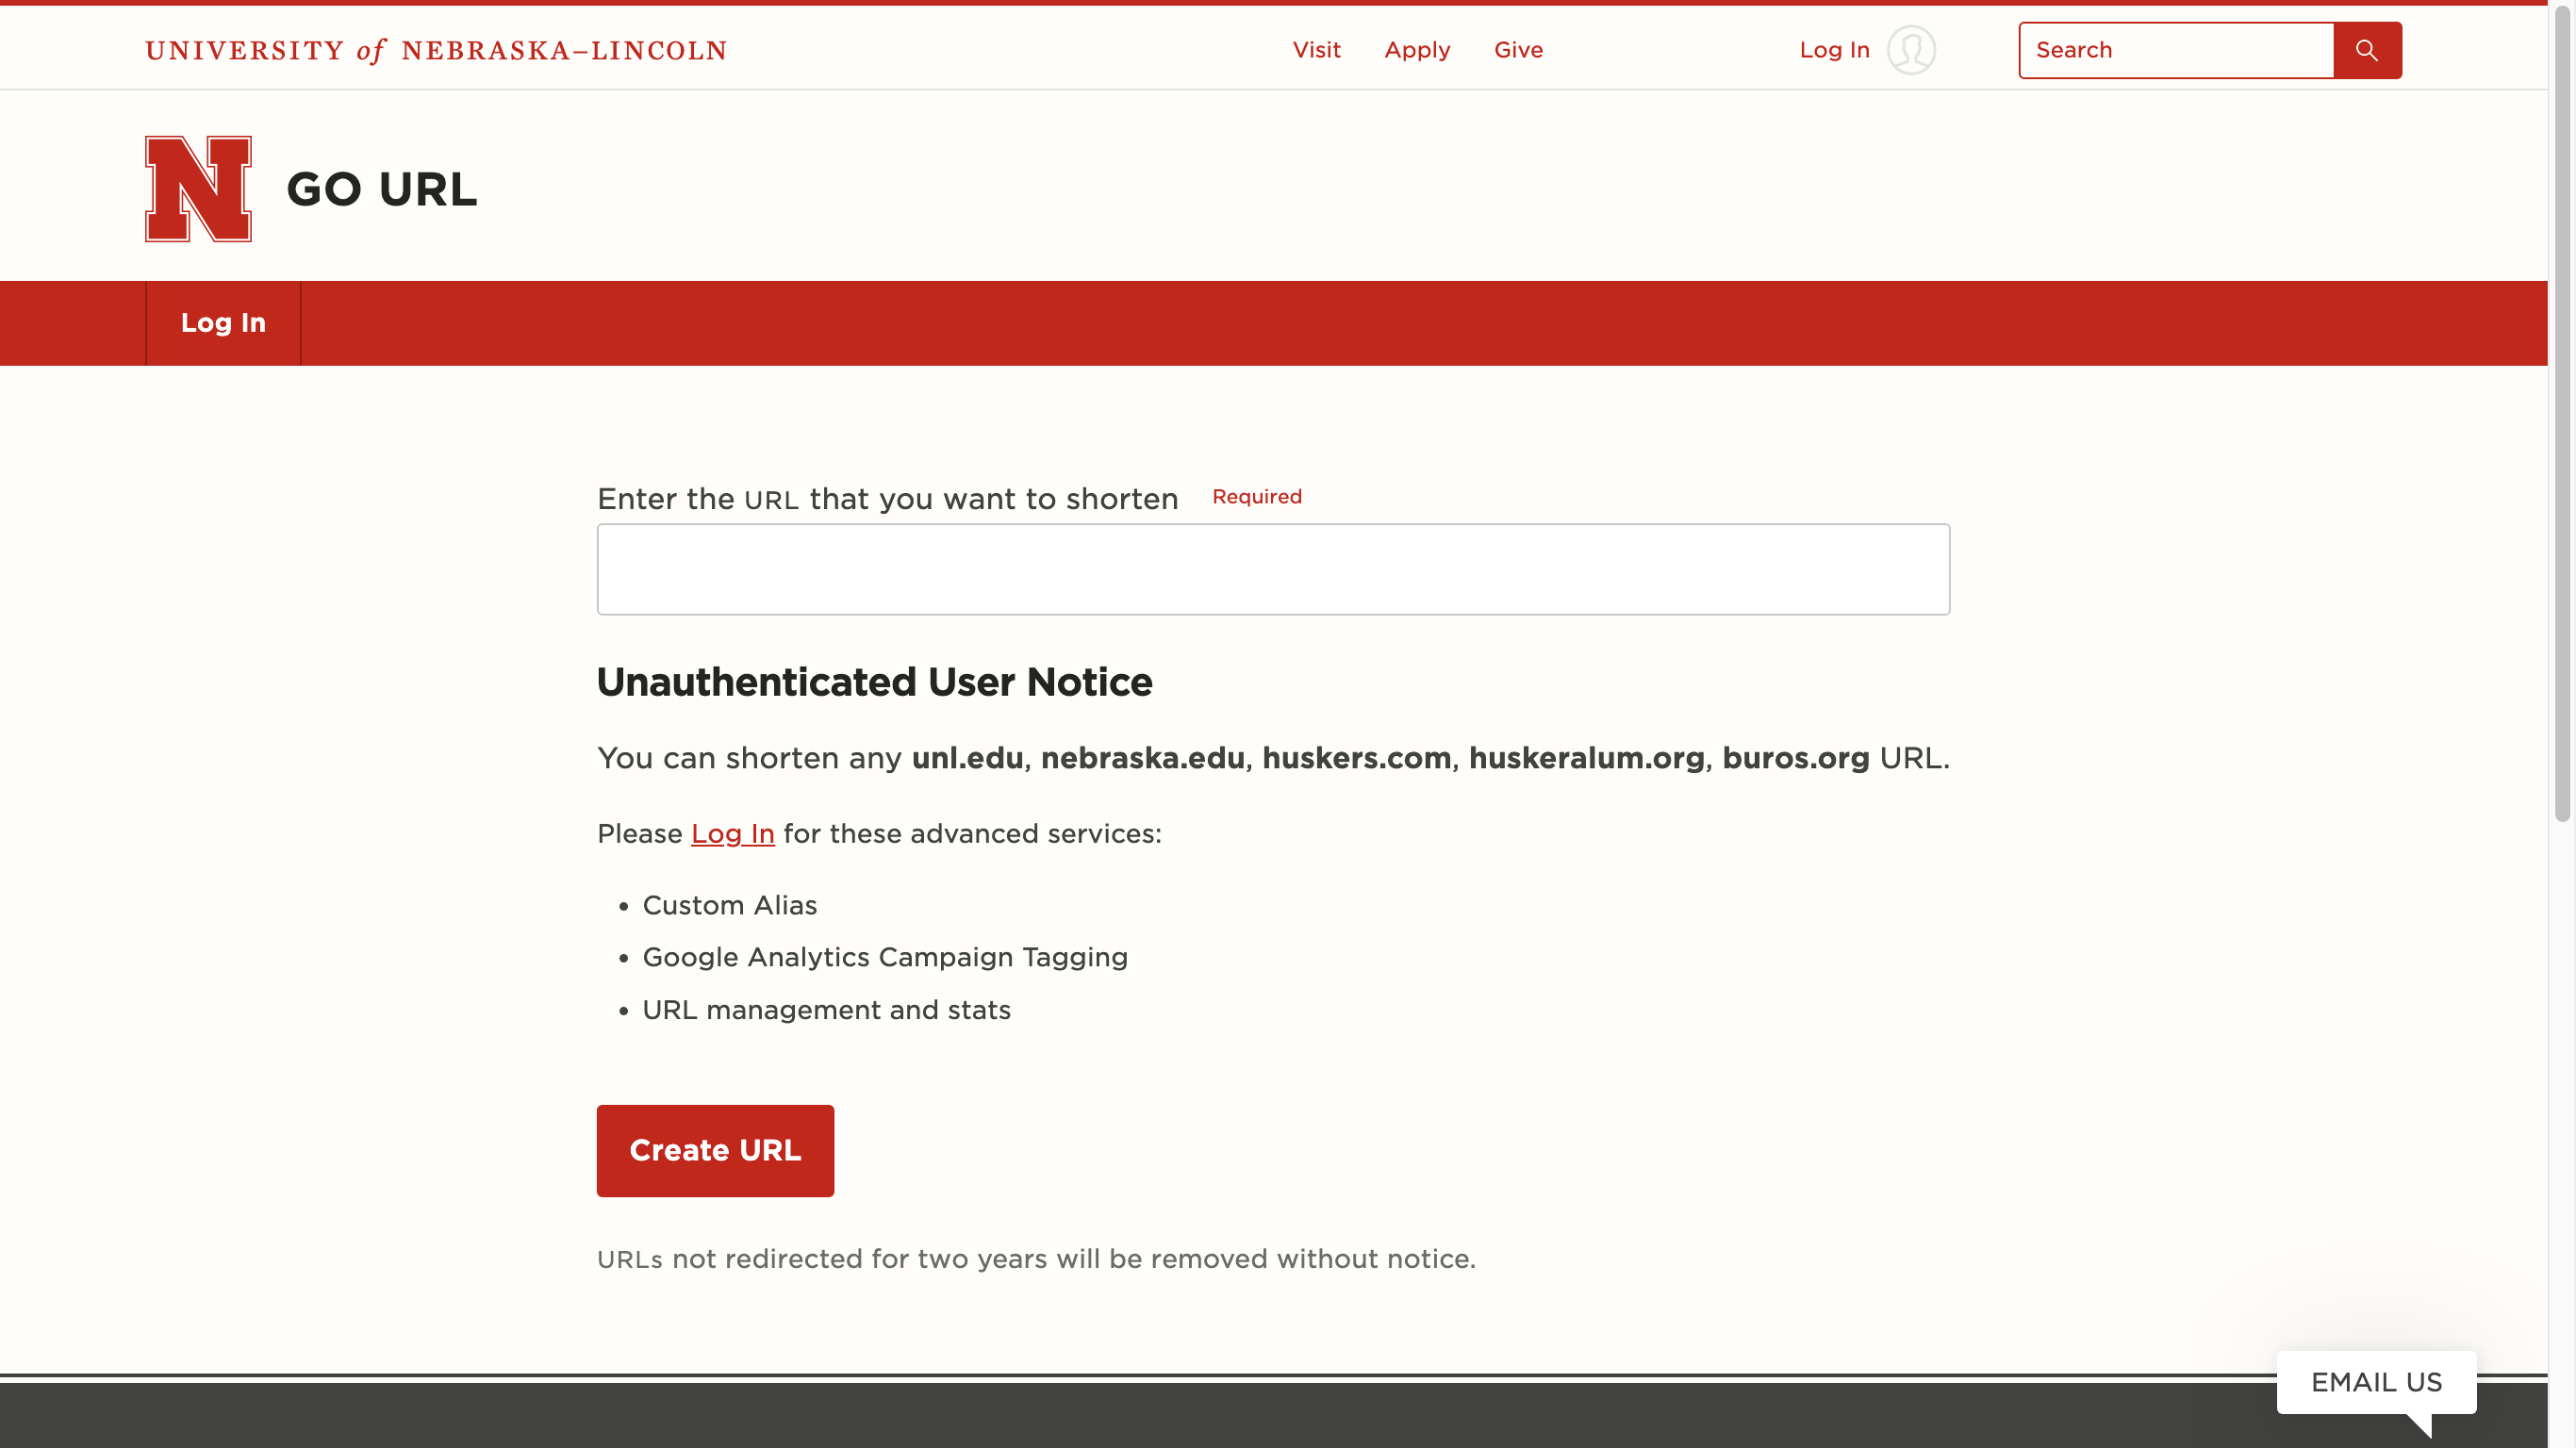 UNIVERSITY of NEBRASKA–LINCOLN
Visit Apply Give Log In Search
N GO URL
Log In
Enter the URL that you want to shorten Required
Unauthenticated User Notice
You can shorten any unl.edu, nebraska.edu, huskers.com, huskeralum.org, buros.org URL.
Please Log In for these advanced services:
• Custom Alias
• Google Analytics Campaign Tagging
• URL management and stats
Create URL
URLs not redirected for two years will be removed without notice.
EMAIL US